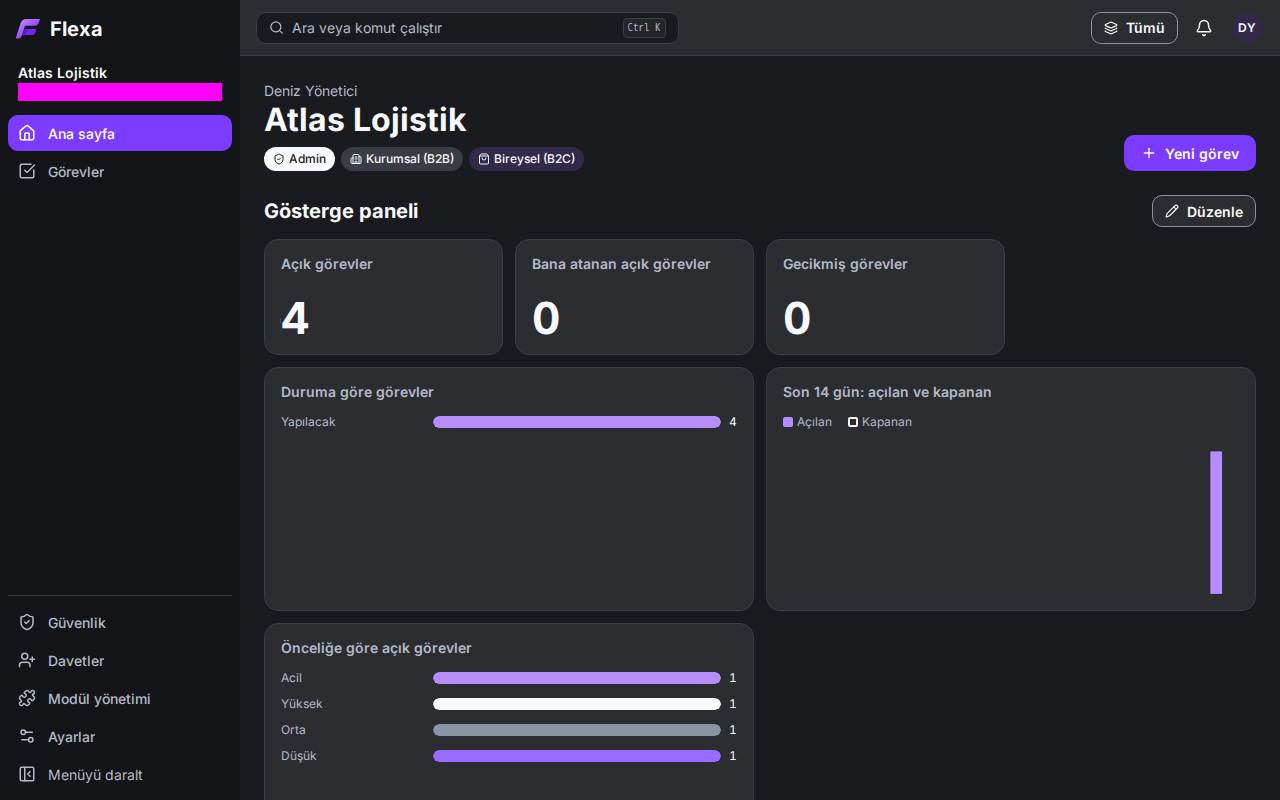 Flexa
Ara veya komut çalıştır
Ctrl K
Tümü
DY
Atlas Lojistik
Ana sayfa
Görevler
Deniz Yönetici
Atlas Lojistik
Admin
Kurumsal (B2B)
Bireysel (B2C)
Yeni görev
Gösterge paneli
Düzenle
Açık görevler
4
Bana atanan açık görevler
0
Gecikmiş görevler
0
Duruma göre görevler
Yapılacak 4
Son 14 gün: açılan ve kapanan
Açılan Kapanan
Önceliğe göre açık görevler
Acil 1
Yüksek 1
Orta 1
Düşük 1
Güvenlik
Davetler
Modül yönetimi
Ayarlar
Menüyü daralt